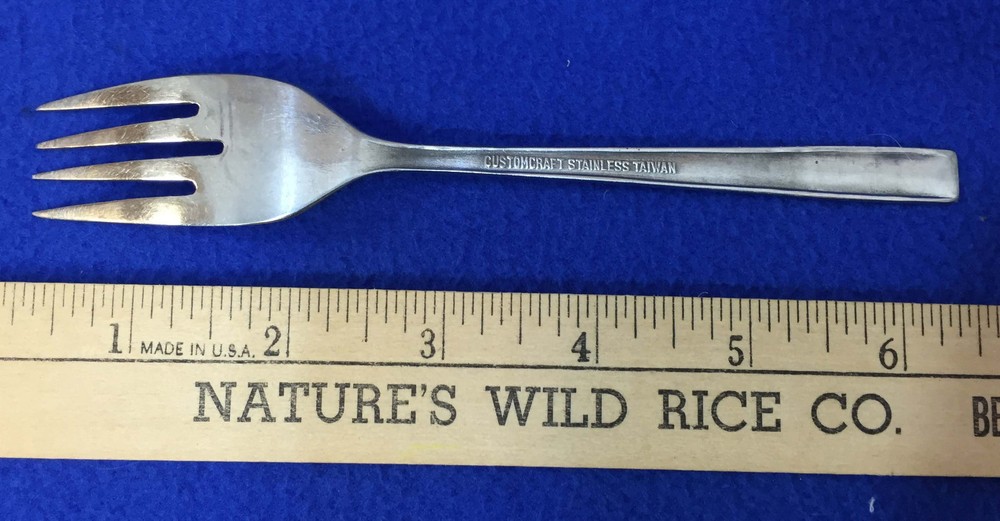 CUSTOMCRAFT STAINLESS TAIWAN
1 MADE IN U.S.A. 2 3 4 5 6
NATURE'S WILD RICE CO.